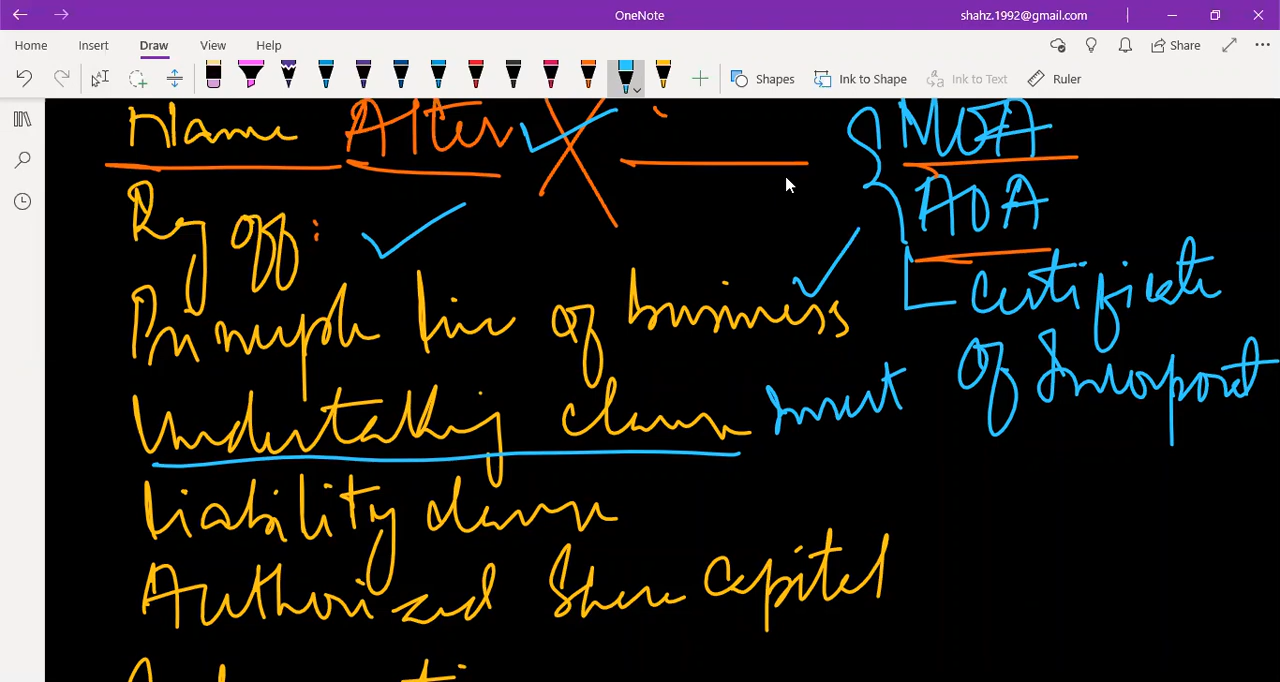 OneNote shahz.1992@gmail.com
Home Insert Draw View Help Share
Shapes Ink to Shape Ink to Text Ruler
Name Alter : MOA
Reg off: AOA
Principle line of business Certificate
of Incorporat
Undertaking clause
Liability clause
Authorized Share Capital